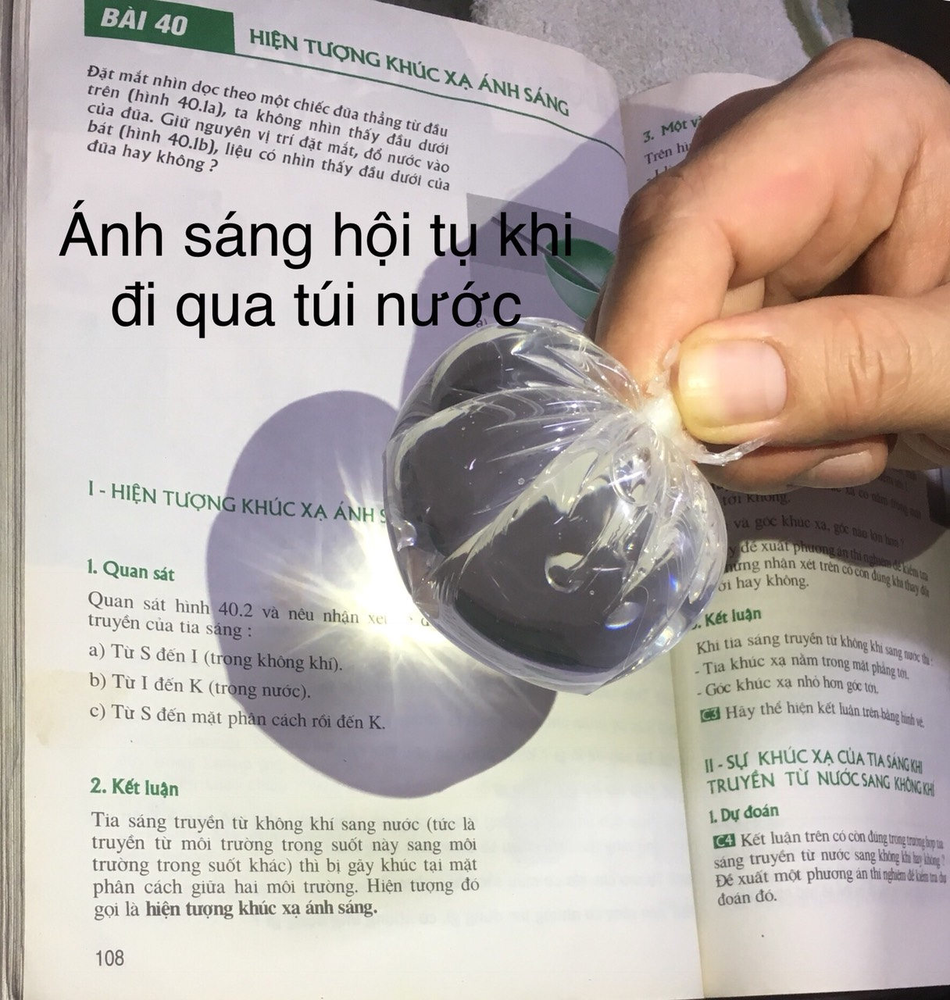 BÀI 40
HIỆN TƯỢNG KHÚC XẠ ÁNH SÁNG
Đặt mắt nhìn dọc theo một chiếc đũa thẳng từ đầu
trên (hình 40.1a), ta không nhìn thấy đầu dưới
của đũa. Giữ nguyên vị trí đặt mắt, đổ nước vào
bát (hình 40.1b), liệu có nhìn thấy đầu dưới của
đũa hay không ?
Ánh sáng hội tụ khi
đi qua túi nước
I - HIỆN TƯỢNG KHÚC XẠ ÁNH S
1. Quan sát
Quan sát hình 40.2 và nêu nhận
truyền của tia sáng :
a) Từ S đến I (trong không khí).
b) Từ I đến K (trong nước).
c) Từ S đến mặt phân cách rồi đến K.
2. Kết luận
Tia sáng truyền từ không khí sang nước (tức là
truyền từ môi trường trong suốt này sang môi
trường trong suốt khác) thì bị gãy khúc tại mặt
phân cách giữa hai môi trường. Hiện tượng đó
gọi là hiện tượng khúc xạ ánh sáng.
108
3. Một
Trên
tới không.
và góc khúc xạ, góc nào lớn hơn ?
đề xuất phương án thí nghiệm để kiểm tra
nhận xét trên có còn đúng khi thay đổi
hay không.
Kết luận
Khi tia sáng truyền từ không khí sang nước thì :
- Tia khúc xạ nằm trong mặt phẳng tới.
- Góc khúc xạ nhỏ hơn góc tới.
C3 Hãy thể hiện kết luận trên bằng hình vẽ.
II - SỰ KHÚC XẠ CỦA TIA SÁNG KHI
TRUYỀN TỪ NƯỚC SANG KHÔNG KHÍ
1. Dự đoán
C4 Kết luận trên có còn đúng trong trường hợp tia
sáng truyền từ nước sang không khí hay không ?
Đề xuất một phương án thí nghiệm để kiểm tra dự
đoán đó.